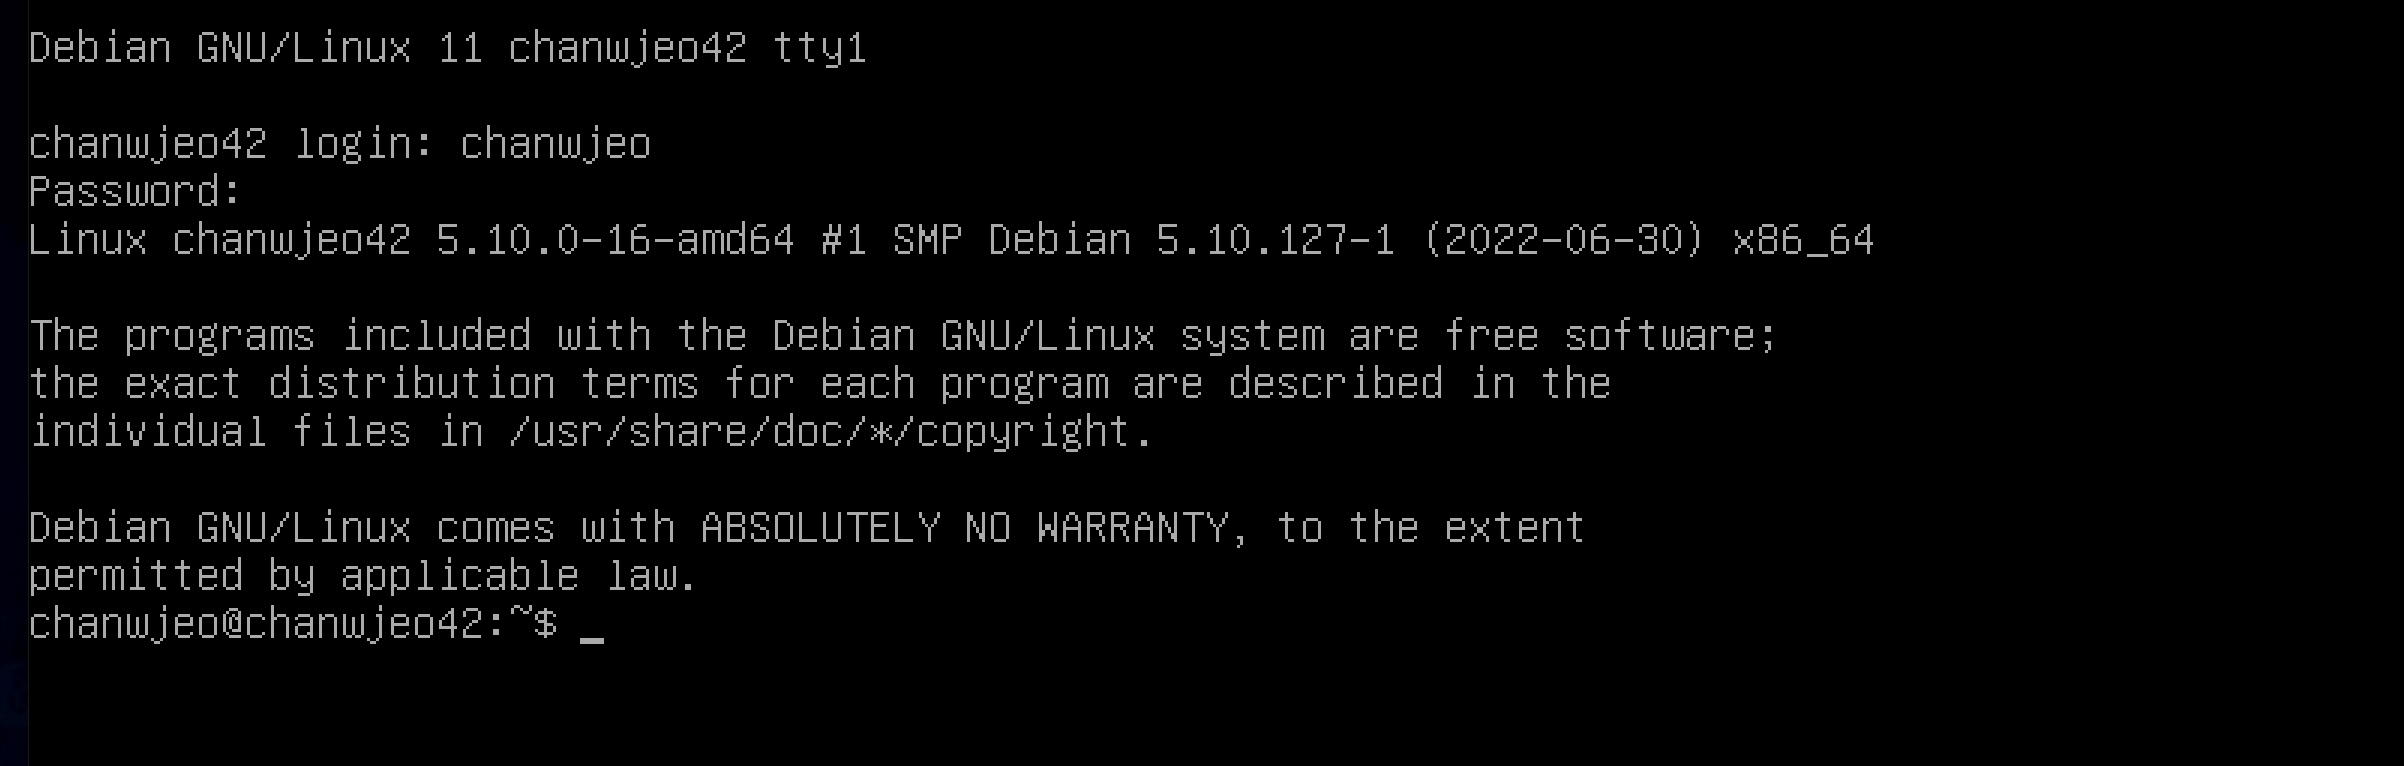 Debian GNU/Linux 11 chanwjeo42 tty1
chanwjeo42 login: chanwjeo
Password:
Linux chanwjeo42 5.10.0-16-amd64 #1 SMP Debian 5.10.127-1 (2022-06-30) x86_64
The programs included with the Debian GNU/Linux system are free software;
the exact distribution terms for each program are described in the
individual files in /usr/share/doc/*/copyright.
Debian GNU/Linux comes with ABSOLUTELY NO WARRANTY, to the extent
permitted by applicable law.
chanwjeo@chanwjeo42:~$ _